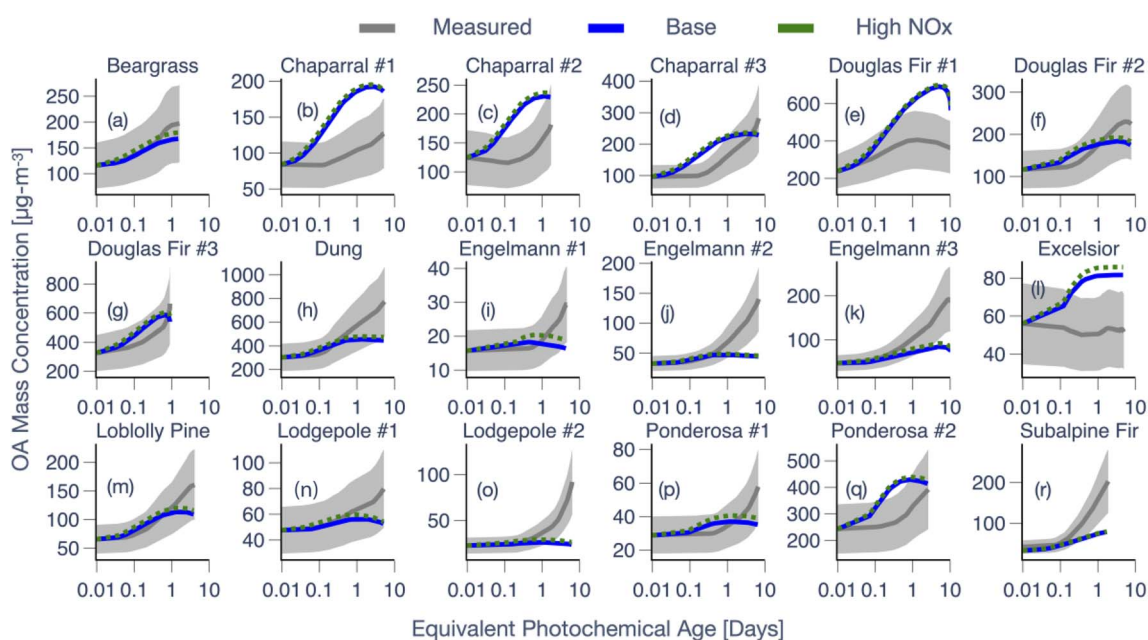 Measured Base High NOx
Beargrass Chaparral #1 Chaparral #2 Chaparral #3 Douglas Fir #1 Douglas Fir #2
250
200
150
100
(a)
200
150
100
50
(b)
200
150
100
(c)
400
300
200
100
(d)
600
400
200
(e)
300
200
100
(f)
0.01 0.1 1 10 0.01 0.1 1 10 0.01 0.1 1 10 0.01 0.1 1 10 0.01 0.1 1 10 0.01 0.1 1 10
Douglas Fir #3 Dung Engelmann #1 Engelmann #2 Engelmann #3 Excelsior
800
600
400
200
(g)
1000
800
600
400
200
(h)
40
30
20
10
(i)
200
150
100
50
(j)
200
100
(k)
80
60
40
(l)
0.01 0.1 1 10 0.01 0.1 1 10 0.01 0.1 1 10 0.01 0.1 1 10 0.01 0.1 1 10 0.01 0.1 1 10
Loblolly Pine Lodgepole #1 Lodgepole #2 Ponderosa #1 Ponderosa #2 Subalpine Fir
200
150
100
50
(m)
100
80
60
40
(n)
100
50
(o)
80
60
40
20
(p)
500
400
300
200
(q)
200
100
(r)
0.01 0.1 1 10 0.01 0.1 1 10 0.01 0.1 1 10 0.01 0.1 1 10 0.01 0.1 1 10 0.01 0.1 1 10
OA Mass Concentration [µg-m⁻³]
Equivalent Photochemical Age [Days]